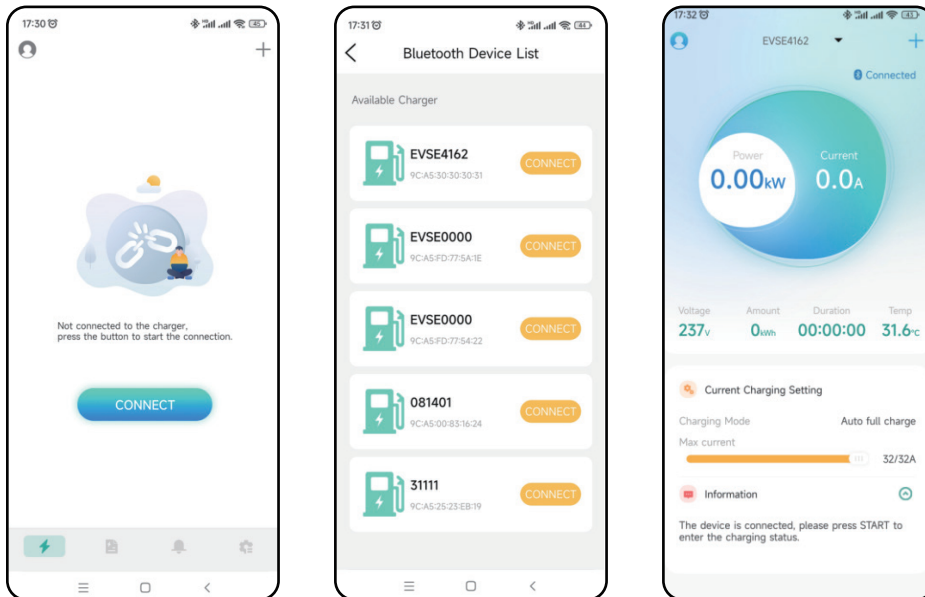 17:30
45
Not connected to the charger,
press the button to start the connection.
CONNECT
17:31
44
Bluetooth Device List
Available Charger
EVSE4162
9C:A5:30:30:30:31
CONNECT
EVSE0000
9C:A5:FD:77:5A:1E
CONNECT
EVSE0000
9C:A5:FD:77:54:22
CONNECT
081401
9C:A5:00:83:16:24
CONNECT
31111
9C:A5:25:23:EB:19
CONNECT
17:32
43
EVSE4162
Connected
Power
Current
0.00kW
0.0A
Voltage Amount Duration Temp
237V 0kWh 00:00:00 31.6°C
Current Charging Setting
Charging Mode Auto full charge
Max current
32/32A
Information
The device is connected, please press START to
enter the charging status.